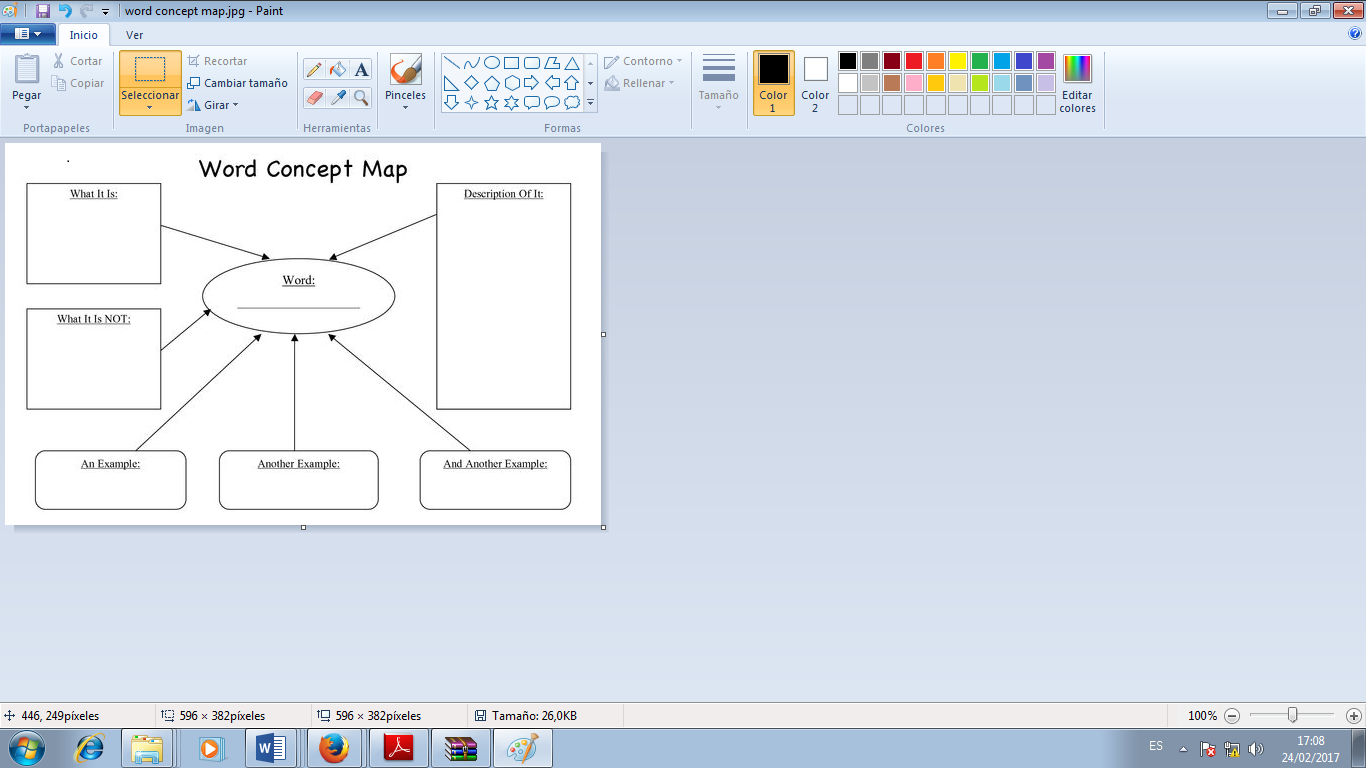 word concept map.jpg - Paint
Inicio
Ver
Pegar
Cortar
Copiar
Portapapeles
Seleccionar
Recortar
Cambiar tamaño
Girar
Imagen
A
Herramientas
Pinceles
Contorno
Rellenar
Formas
Tamaño
Color
1
Color
2
Editar
colores
Colores
Word Concept Map
What It Is:
Description Of It:
Word:
What It Is NOT:
An Example:
Another Example:
And Another Example:
446, 249píxeles
596 × 382píxeles
596 × 382píxeles
Tamaño: 26,0KB
100%
ES
17:08
24/02/2017